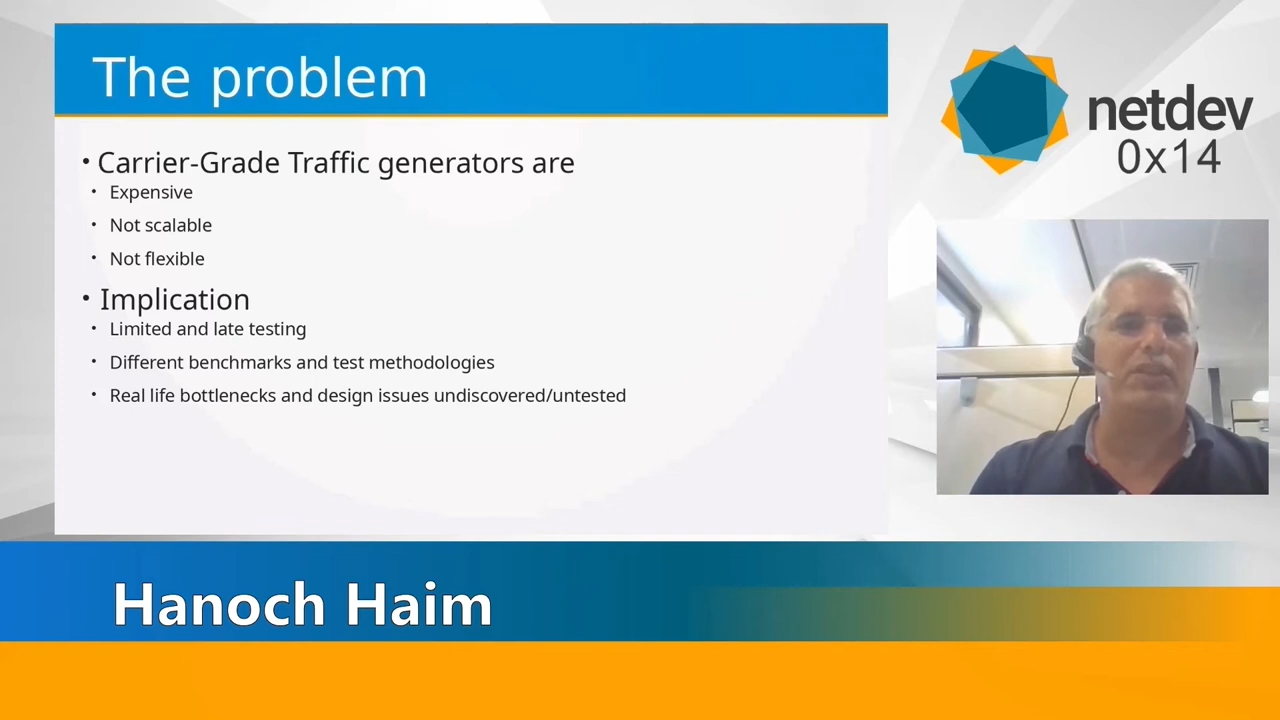 The problem
• Carrier-Grade Traffic generators are
• Expensive
• Not scalable
• Not flexible
• Implication
• Limited and late testing
• Different benchmarks and test methodologies
• Real life bottlenecks and design issues undiscovered/untested
netdev
0x14
Hanoch Haim